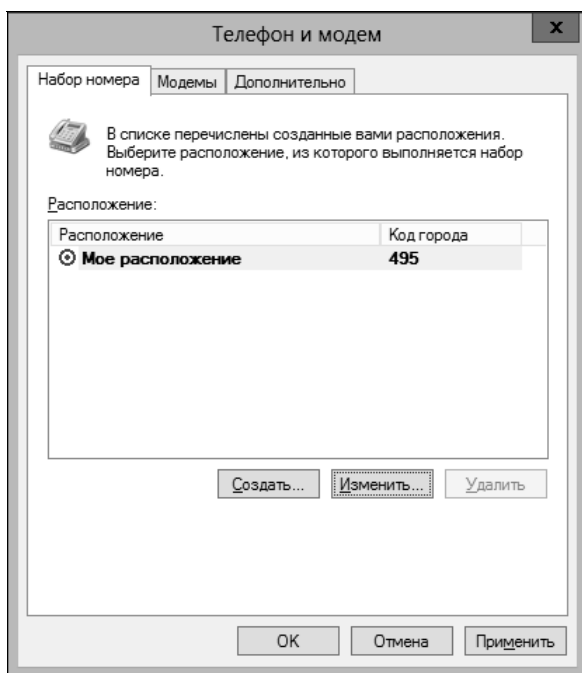 Телефон и модем
x
Набор номера Модемы Дополнительно
В списке перечислены созданные вами расположения.
Выберите расположение, из которого выполняется набор
номера.
Расположение:
Расположение Код города
Мое расположение 495
Создать... Изменить... Удалить
OK Отмена Применить